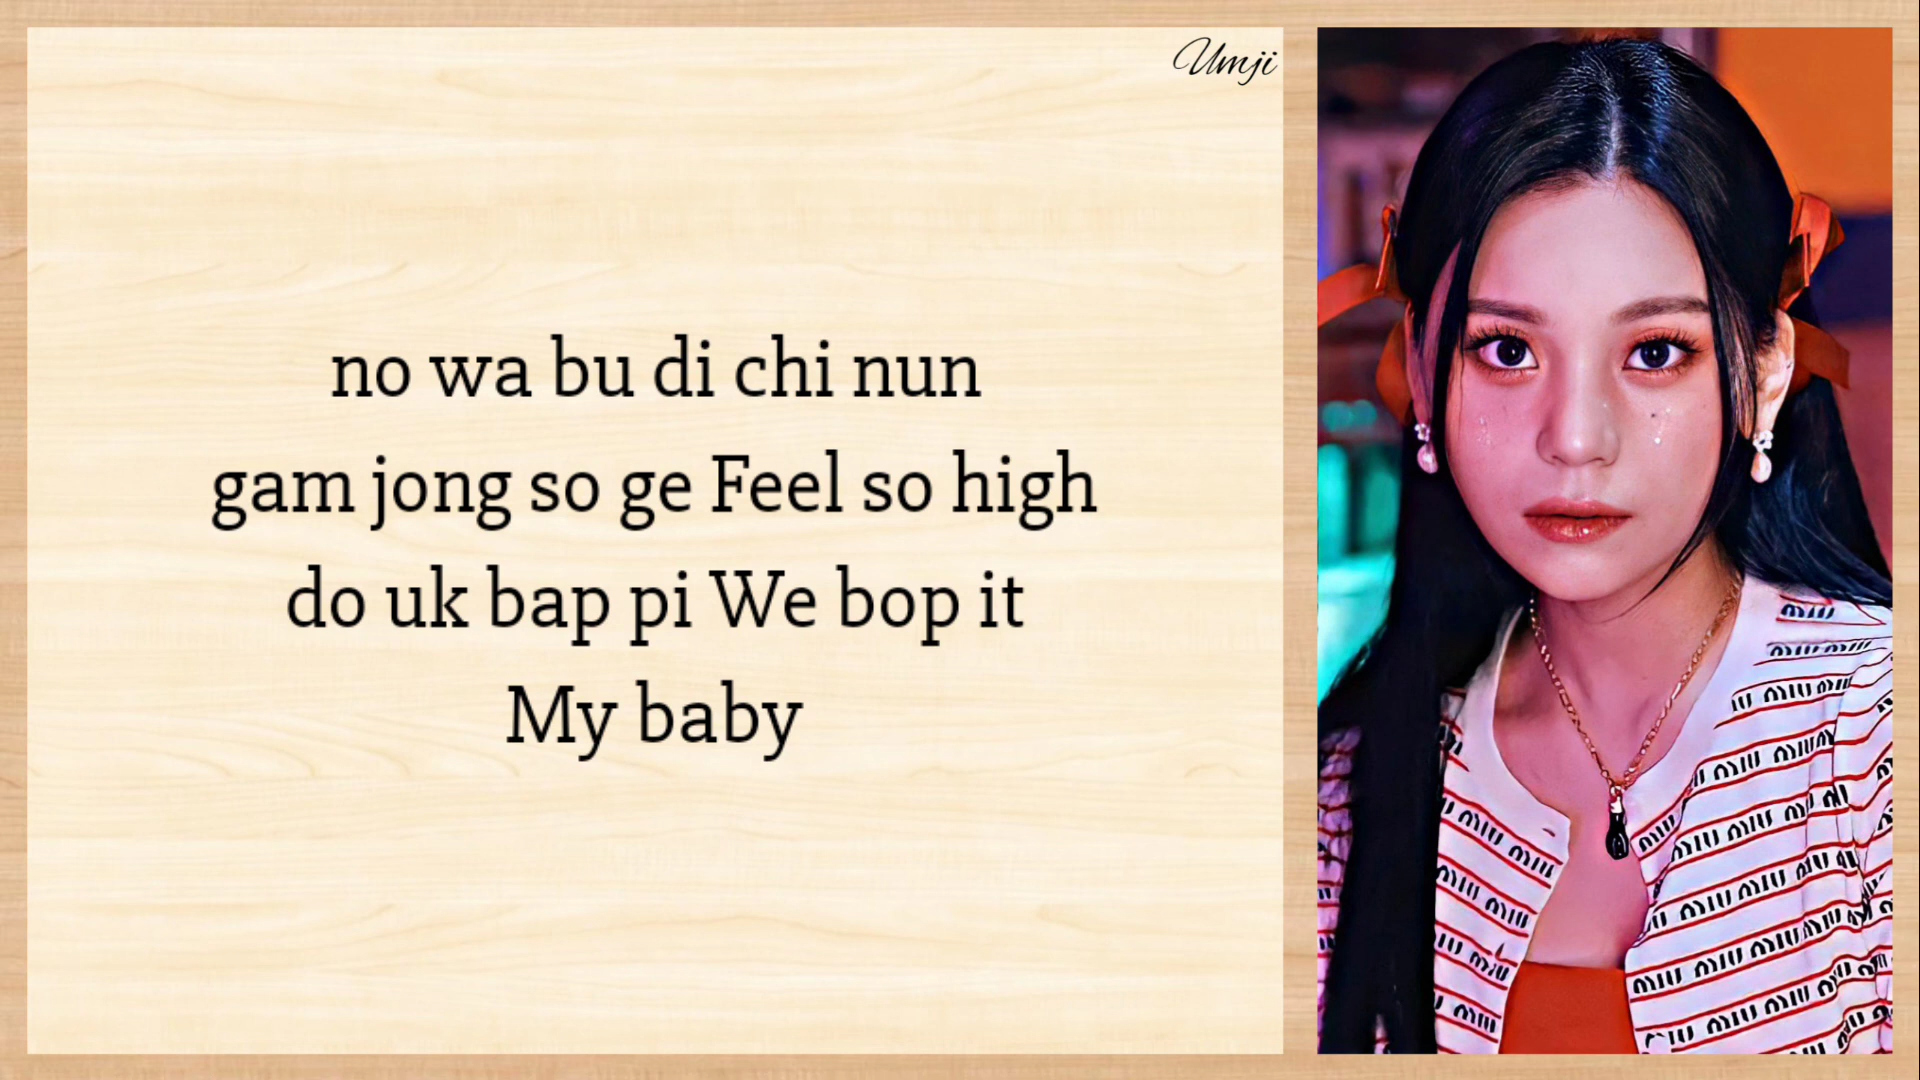 Umji
no wa bu di chi nun
gam jong so ge Feel so high
do uk bap pi We bop it
My baby